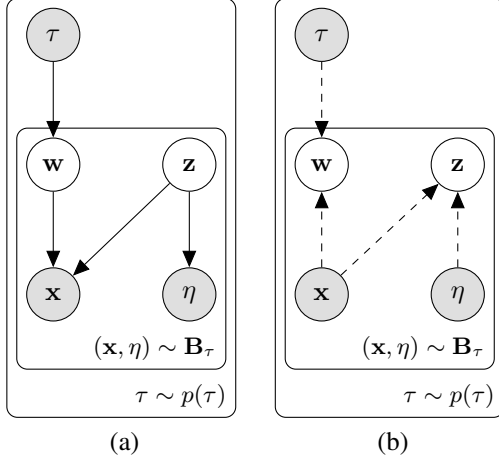 τ τ
w z w z
x η x η
(x, η) ∼ B_τ (x, η) ∼ B_τ
τ ∼ p(τ) τ ∼ p(τ)
(a) (b)